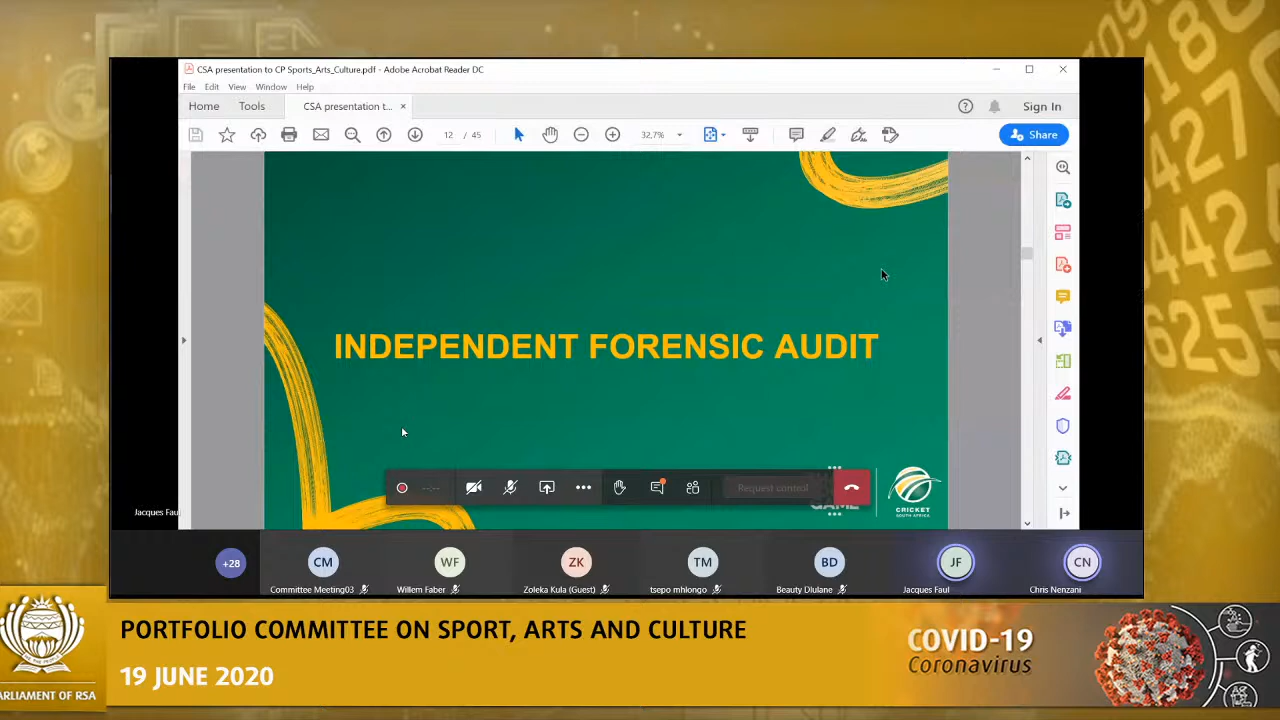 CSA presentation to CP Sports_Arts_Culture.pdf - Adobe Acrobat Reader DC
File Edit View Window Help
Home Tools CSA presentation t... × Sign In
12 / 45 32,7% Share
INDEPENDENT FORENSIC AUDIT
--:-- Request control
GAME
CRICKET
SOUTH AFRICA
Jacques Fau
+28 CM WF ZK TM BD JF CN
Committee Meeting03 Willem Faber Zoleka Kula (Guest) tsepo mhlongo Beauty Dlulane Jacques Faul Chris Nenzani
PORTFOLIO COMMITTEE ON SPORT, ARTS AND CULTURE
19 JUNE 2020
COVID-19
Coronavirus
ARLIAMENT OF RSA